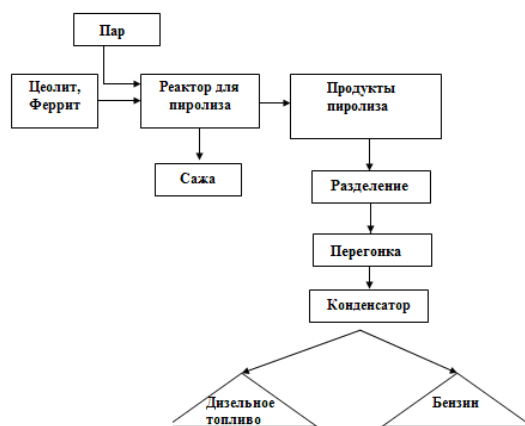 Пар
Цеолит,
Феррит
Реактор для
пиролиза
Продукты
пиролиза
Сажа
Разделение
Перегонка
Конденсатор
Дизельное
топливо
Бензин